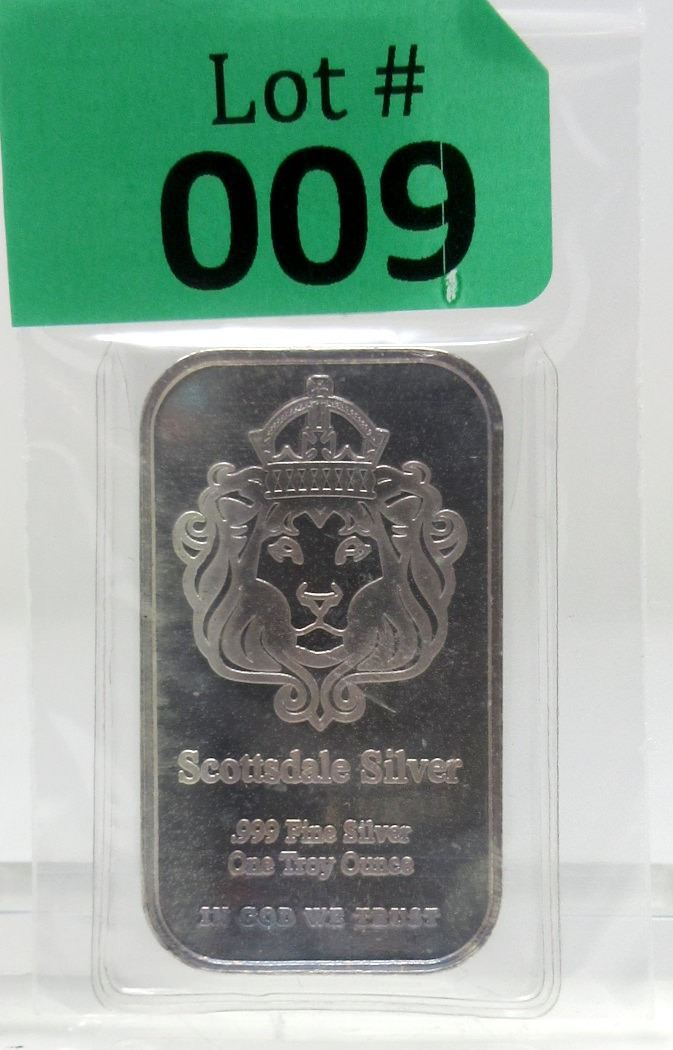 Lot #
009
Scottsdale Silver
.999 Fine Silver
One Troy Ounce
IN GOD WE TRUST